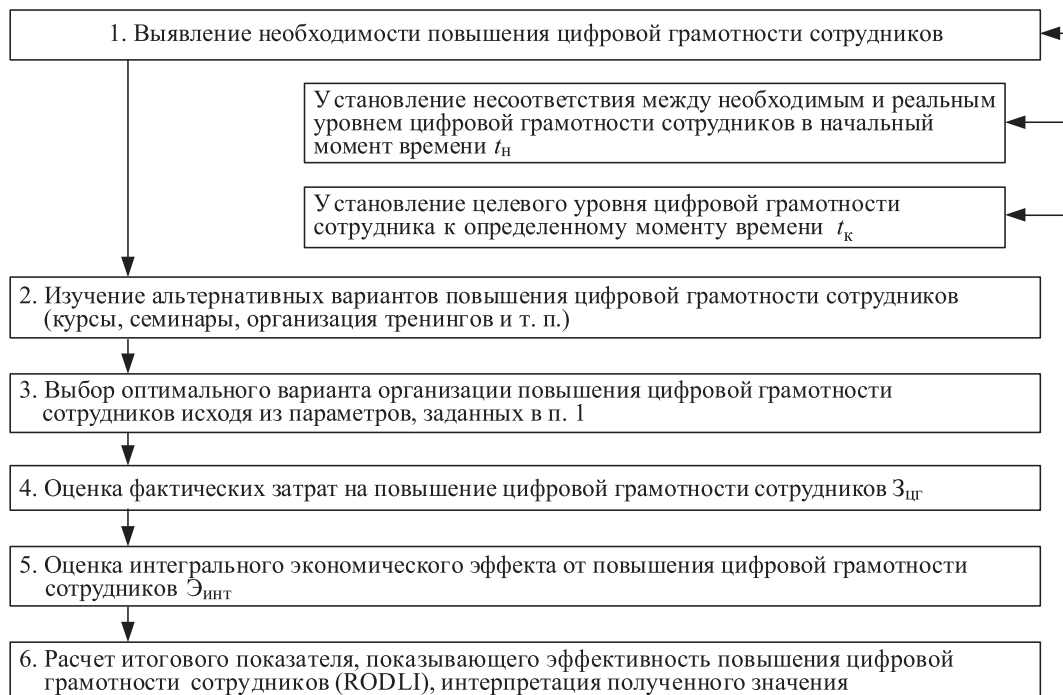 1. Выявление необходимости повышения цифровой грамотности сотрудников
Установление несоответствия между необходимым и реальным
уровнем цифровой грамотности сотрудников в начальный
момент времени tн
Установление целевого уровня цифровой грамотности
сотрудника к определенному моменту времени tк
2. Изучение альтернативных вариантов повышения цифровой грамотности сотрудников
(курсы, семинары, организация тренингов и т. п.)
3. Выбор оптимального варианта организации повышения цифровой грамотности
сотрудников исходя из параметров, заданных в п. 1
4. Оценка фактических затрат на повышение цифровой грамотности сотрудников Зцг
5. Оценка интегрального экономического эффекта от повышения цифровой грамотности
сотрудников Эинт
6. Расчет итогового показателя, показывающего эффективность повышения цифровой
грамотности сотрудников (RODLI), интерпретация полученного значения